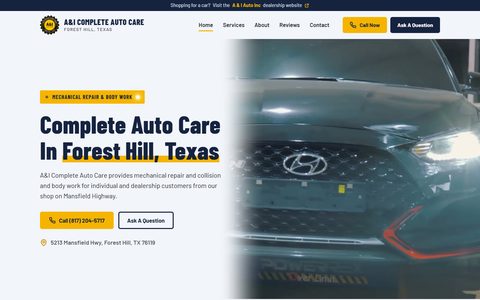 Shopping for a car? Visit the A & I Auto Inc dealership website
A&I
A&I COMPLETE AUTO CARE
FOREST HILL, TEXAS
Home Services About Reviews Contact
Call Now
Ask A Question
MECHANICAL REPAIR & BODY WORK
Complete Auto Care
In Forest Hill, Texas
A&I Complete Auto Care provides mechanical repair and collision
and body work for individual and dealership customers from our
shop on Mansfield Highway.
Call (817) 204-5717
Ask A Question
5213 Mansfield Hwy, Forest Hill, TX 76119